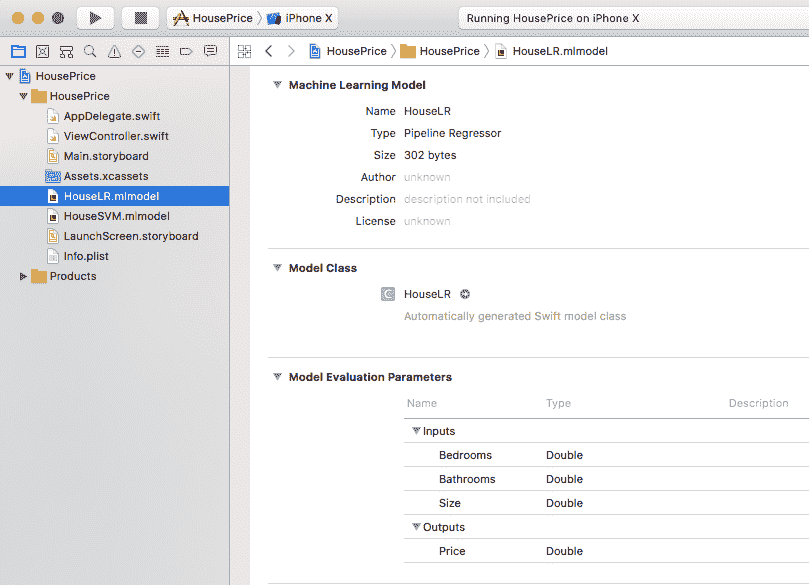 HousePrice iPhone X Running HousePrice on iPhone X
HousePrice HousePrice HouseLR.mlmodel
HousePrice
HousePrice
AppDelegate.swift
ViewController.swift
Main.storyboard
Assets.xcassets
HouseLR.mlmodel
HouseSVM.mlmodel
LaunchScreen.storyboard
Info.plist
Products
Machine Learning Model
Name HouseLR
Type Pipeline Regressor
Size 302 bytes
Author unknown
Description description not included
License unknown
Model Class
C HouseLR
Automatically generated Swift model class
Model Evaluation Parameters
Name Type Description
Inputs
Bedrooms Double
Bathrooms Double
Size Double
Outputs
Price Double